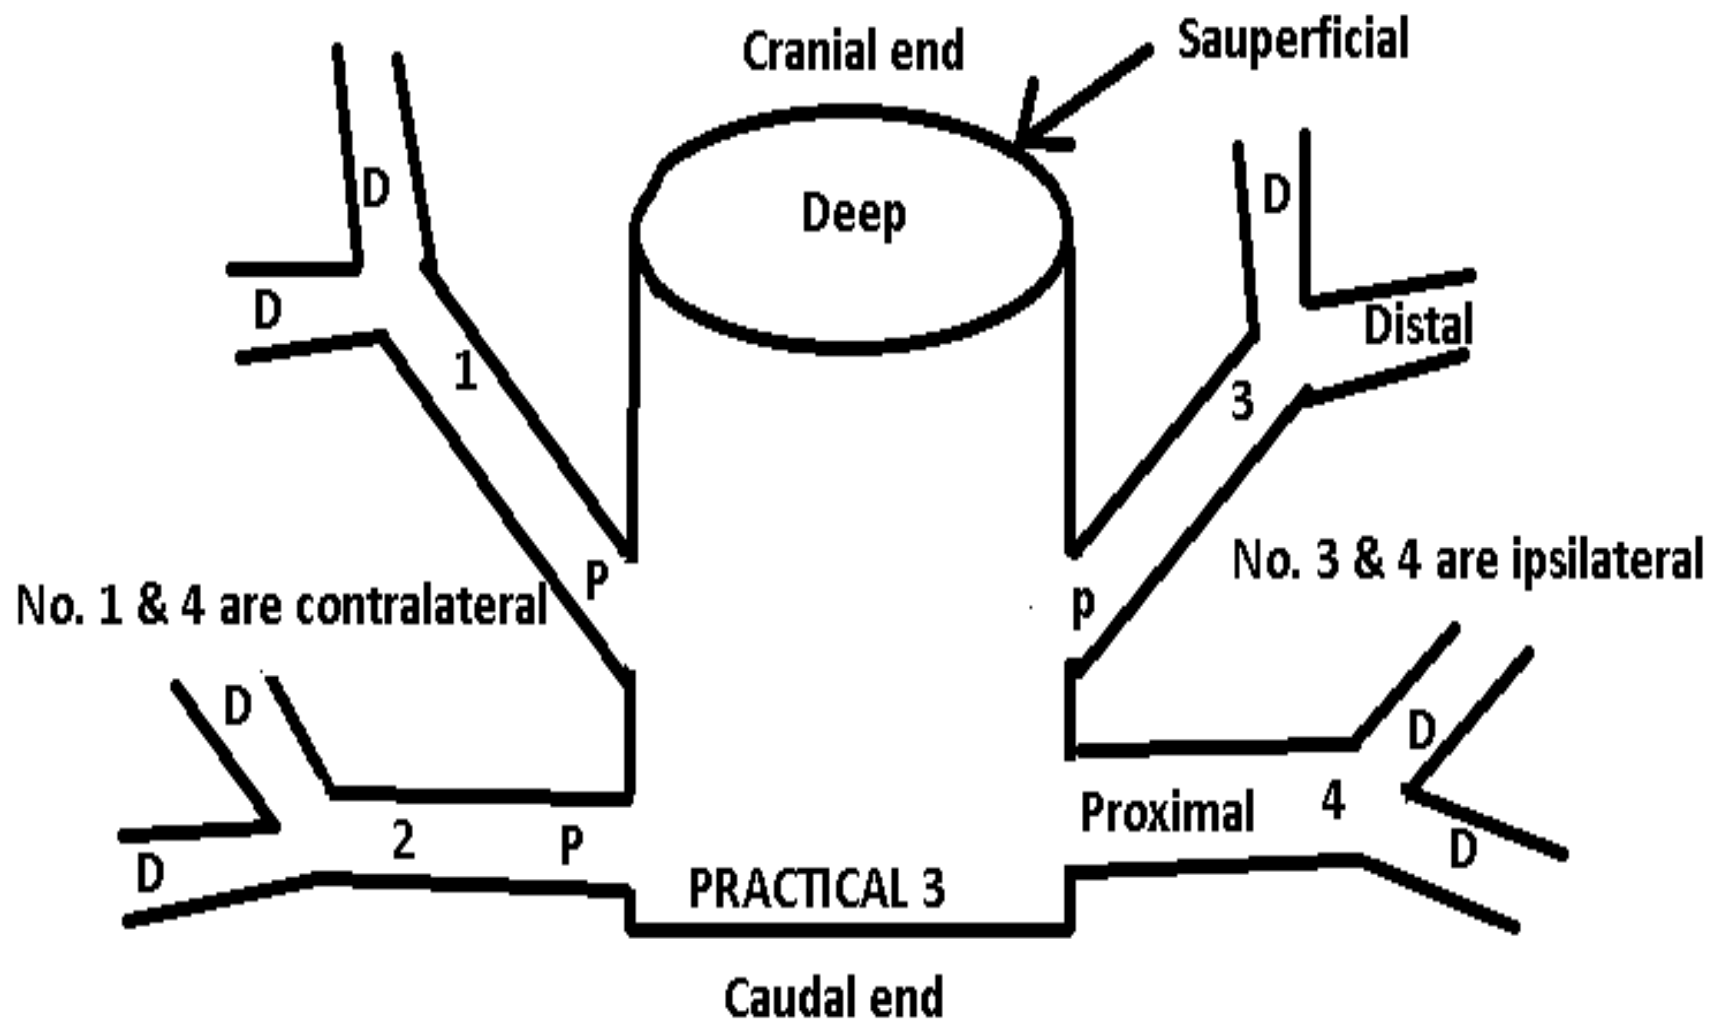 Cranial end
Sauperficial
D
Deep
D
D
Distal
1
3
No. 3 & 4 are ipsilateral
P
p
No. 1 & 4 are contralateral
D
D
Proximal
4
2
P
D
D
PRACTICAL 3
Caudal end